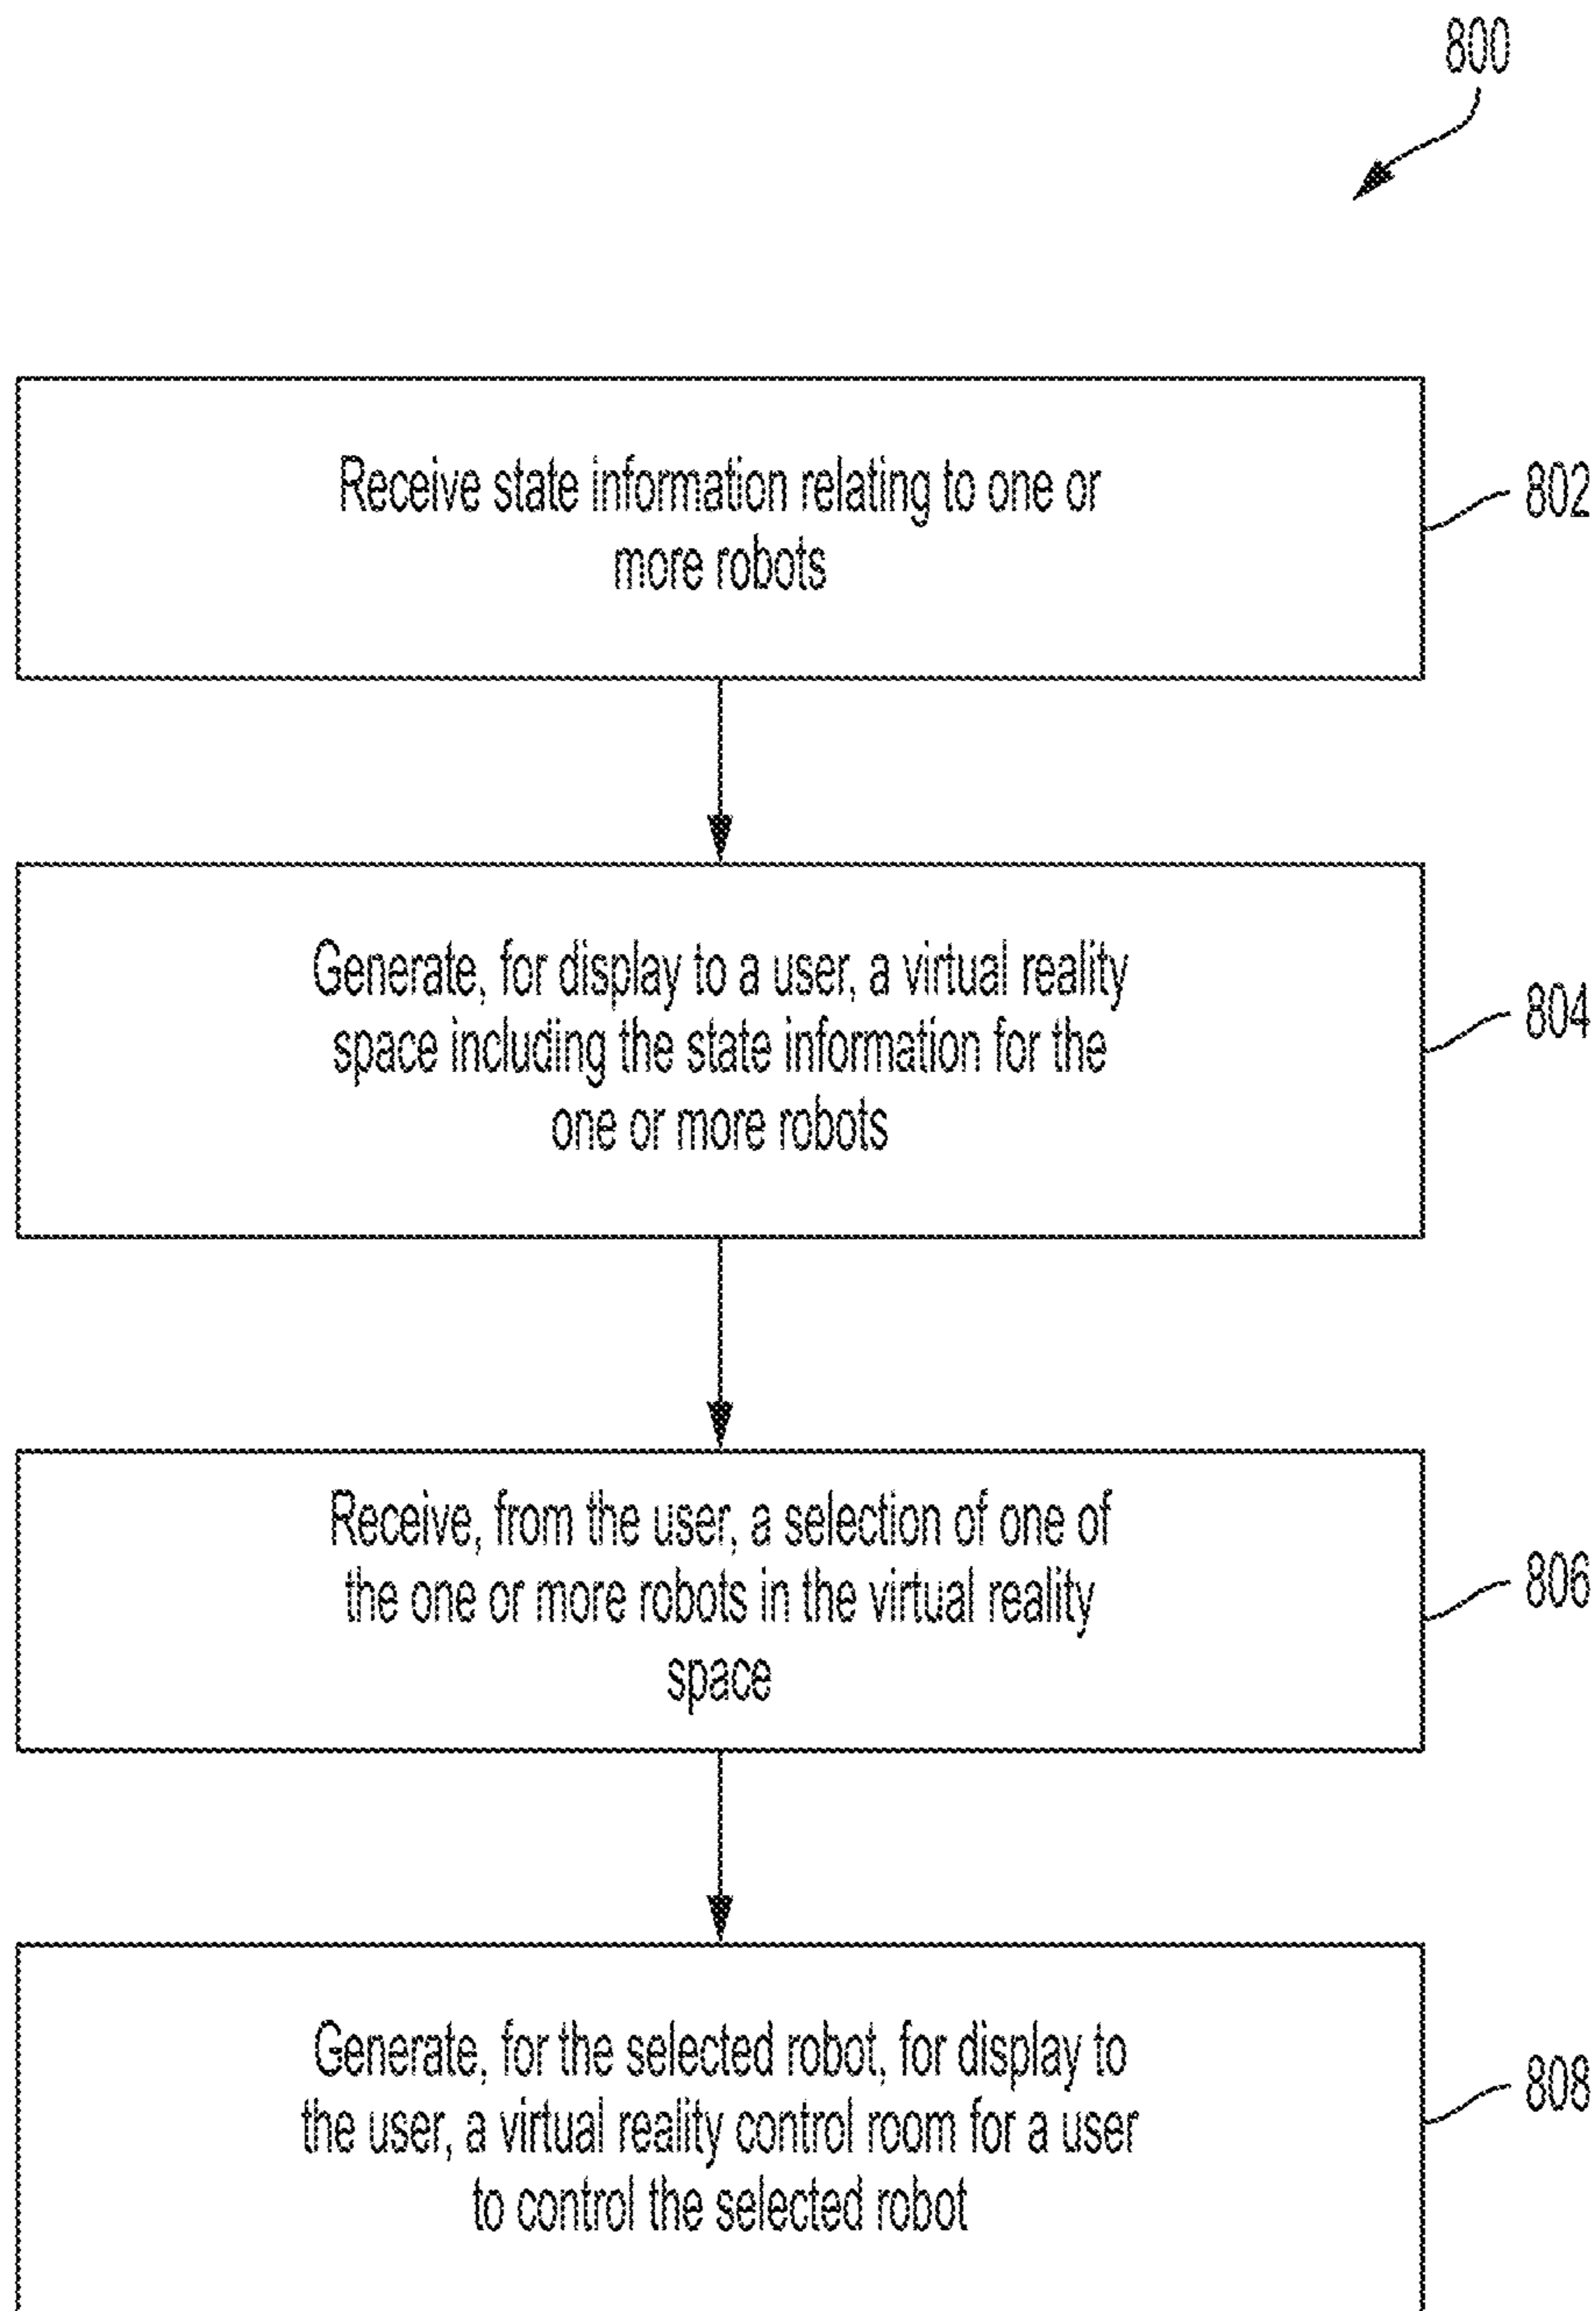 800
Receive state information relating to one or
more robots
802
Generate, for display to a user, a virtual reality
space including the state information for the
one or more robots
804
Receive, from the user, a selection of one of
the one or more robots in the virtual reality
space
806
Generate, for the selected robot, for display to
the user, a virtual reality control room for a user
to control the selected robot
808